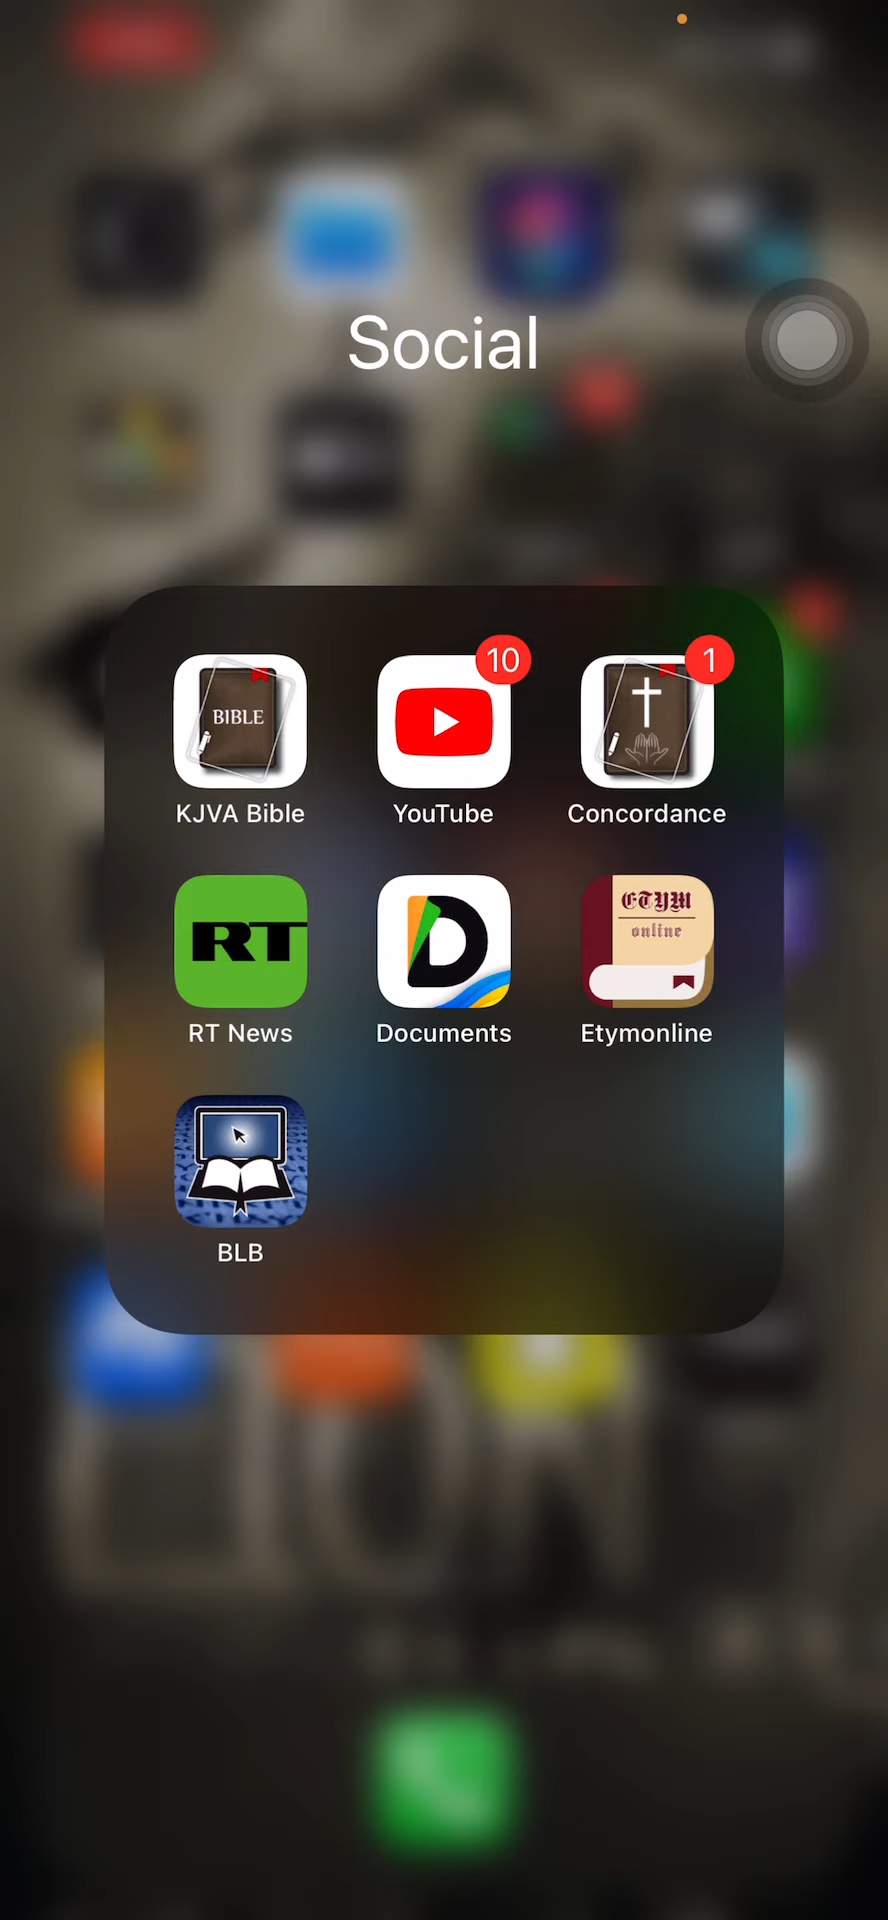 Social
10
1
BIBLE
KJVA Bible
YouTube
Concordance
RT
D
ETYM
online
RT News
Documents
Etymonline
BLB